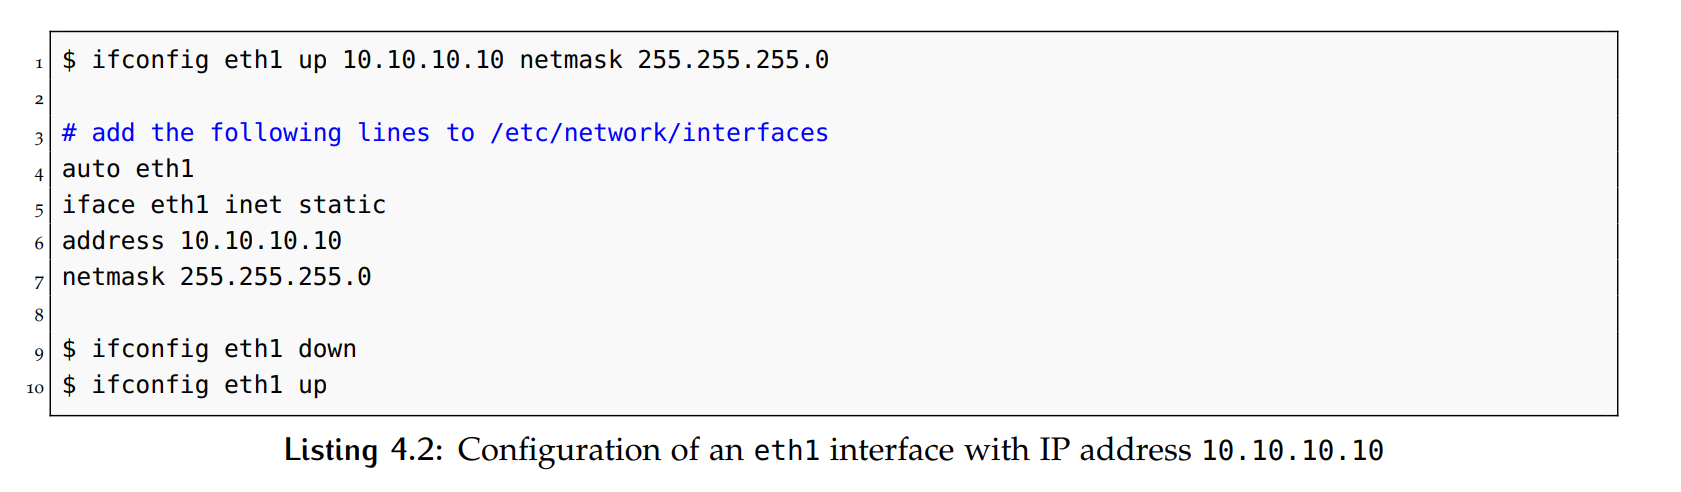 1 $ ifconfig eth1 up 10.10.10.10 netmask 255.255.255.0
2
3 # add the following lines to /etc/network/interfaces
4 auto eth1
5 iface eth1 inet static
6 address 10.10.10.10
7 netmask 255.255.255.0
8
9 $ ifconfig eth1 down
10 $ ifconfig eth1 up
Listing 4.2: Configuration of an eth1 interface with IP address 10.10.10.10